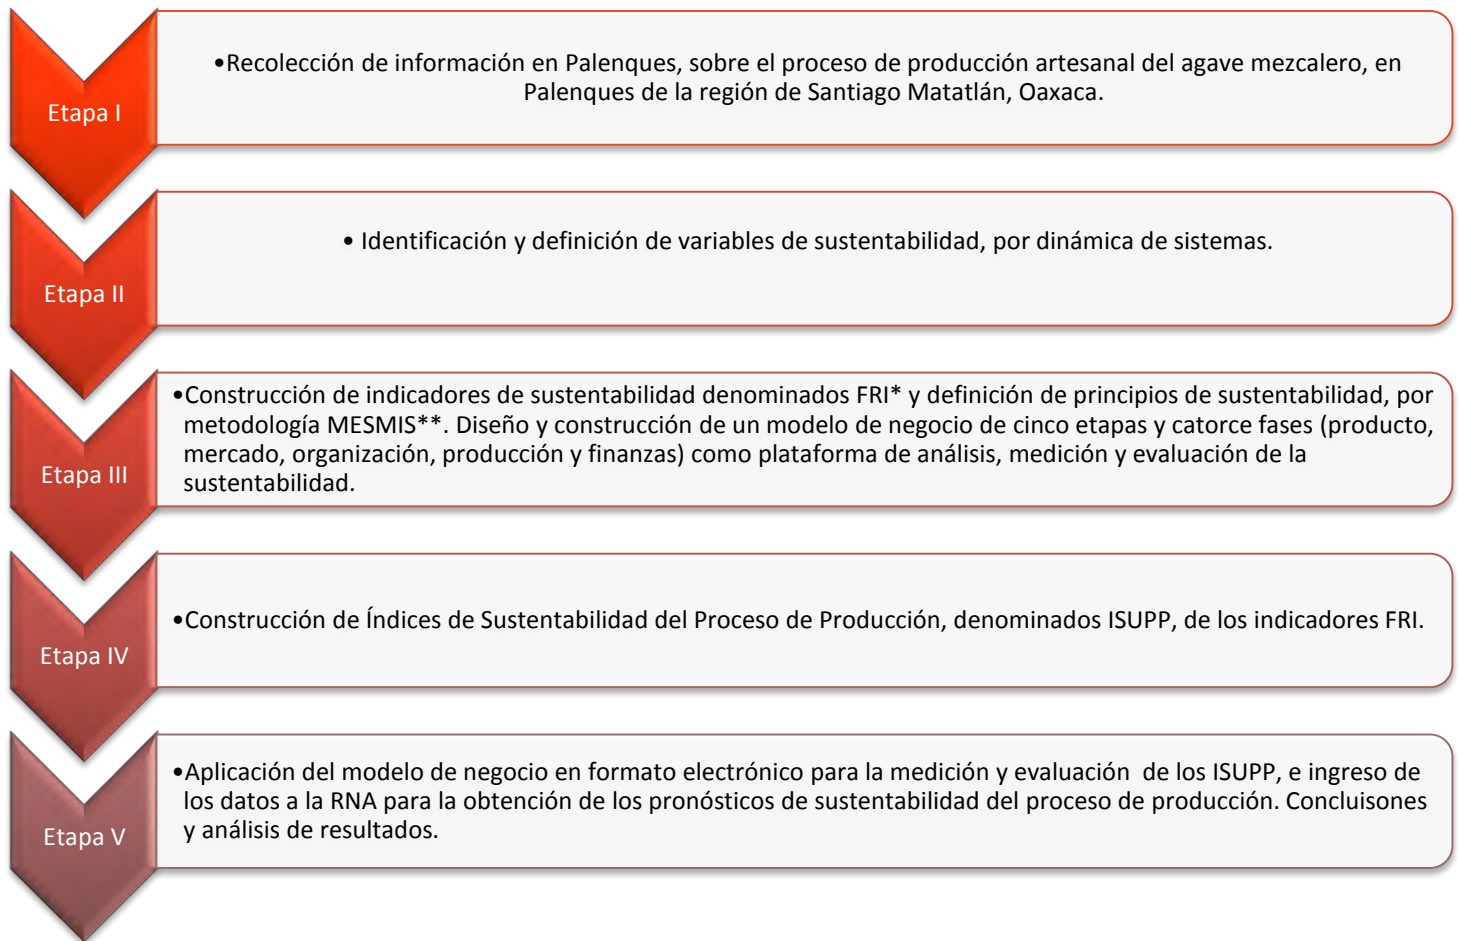 Etapa I
•Recolección de información en Palenques, sobre el proceso de producción artesanal del agave mezcalero, en
Palenques de la región de Santiago Matatlán, Oaxaca.
Etapa II
• Identificación y definición de variables de sustentabilidad, por dinámica de sistemas.
Etapa III
•Construcción de indicadores de sustentabilidad denominados FRI* y definición de principios de sustentabilidad, por
metodología MESMIS**. Diseño y construcción de un modelo de negocio de cinco etapas y catorce fases (producto,
mercado, organización, producción y finanzas) como plataforma de análisis, medición y evaluación de la
sustentabilidad.
Etapa IV
•Construcción de Índices de Sustentabilidad del Proceso de Producción, denominados ISUPP, de los indicadores FRI.
Etapa V
•Aplicación del modelo de negocio en formato electrónico para la medición y evaluación  de los ISUPP, e ingreso de
los datos a la RNA para la obtención de los pronósticos de sustentabilidad del proceso de producción. Concluisones
y análisis de resultados.